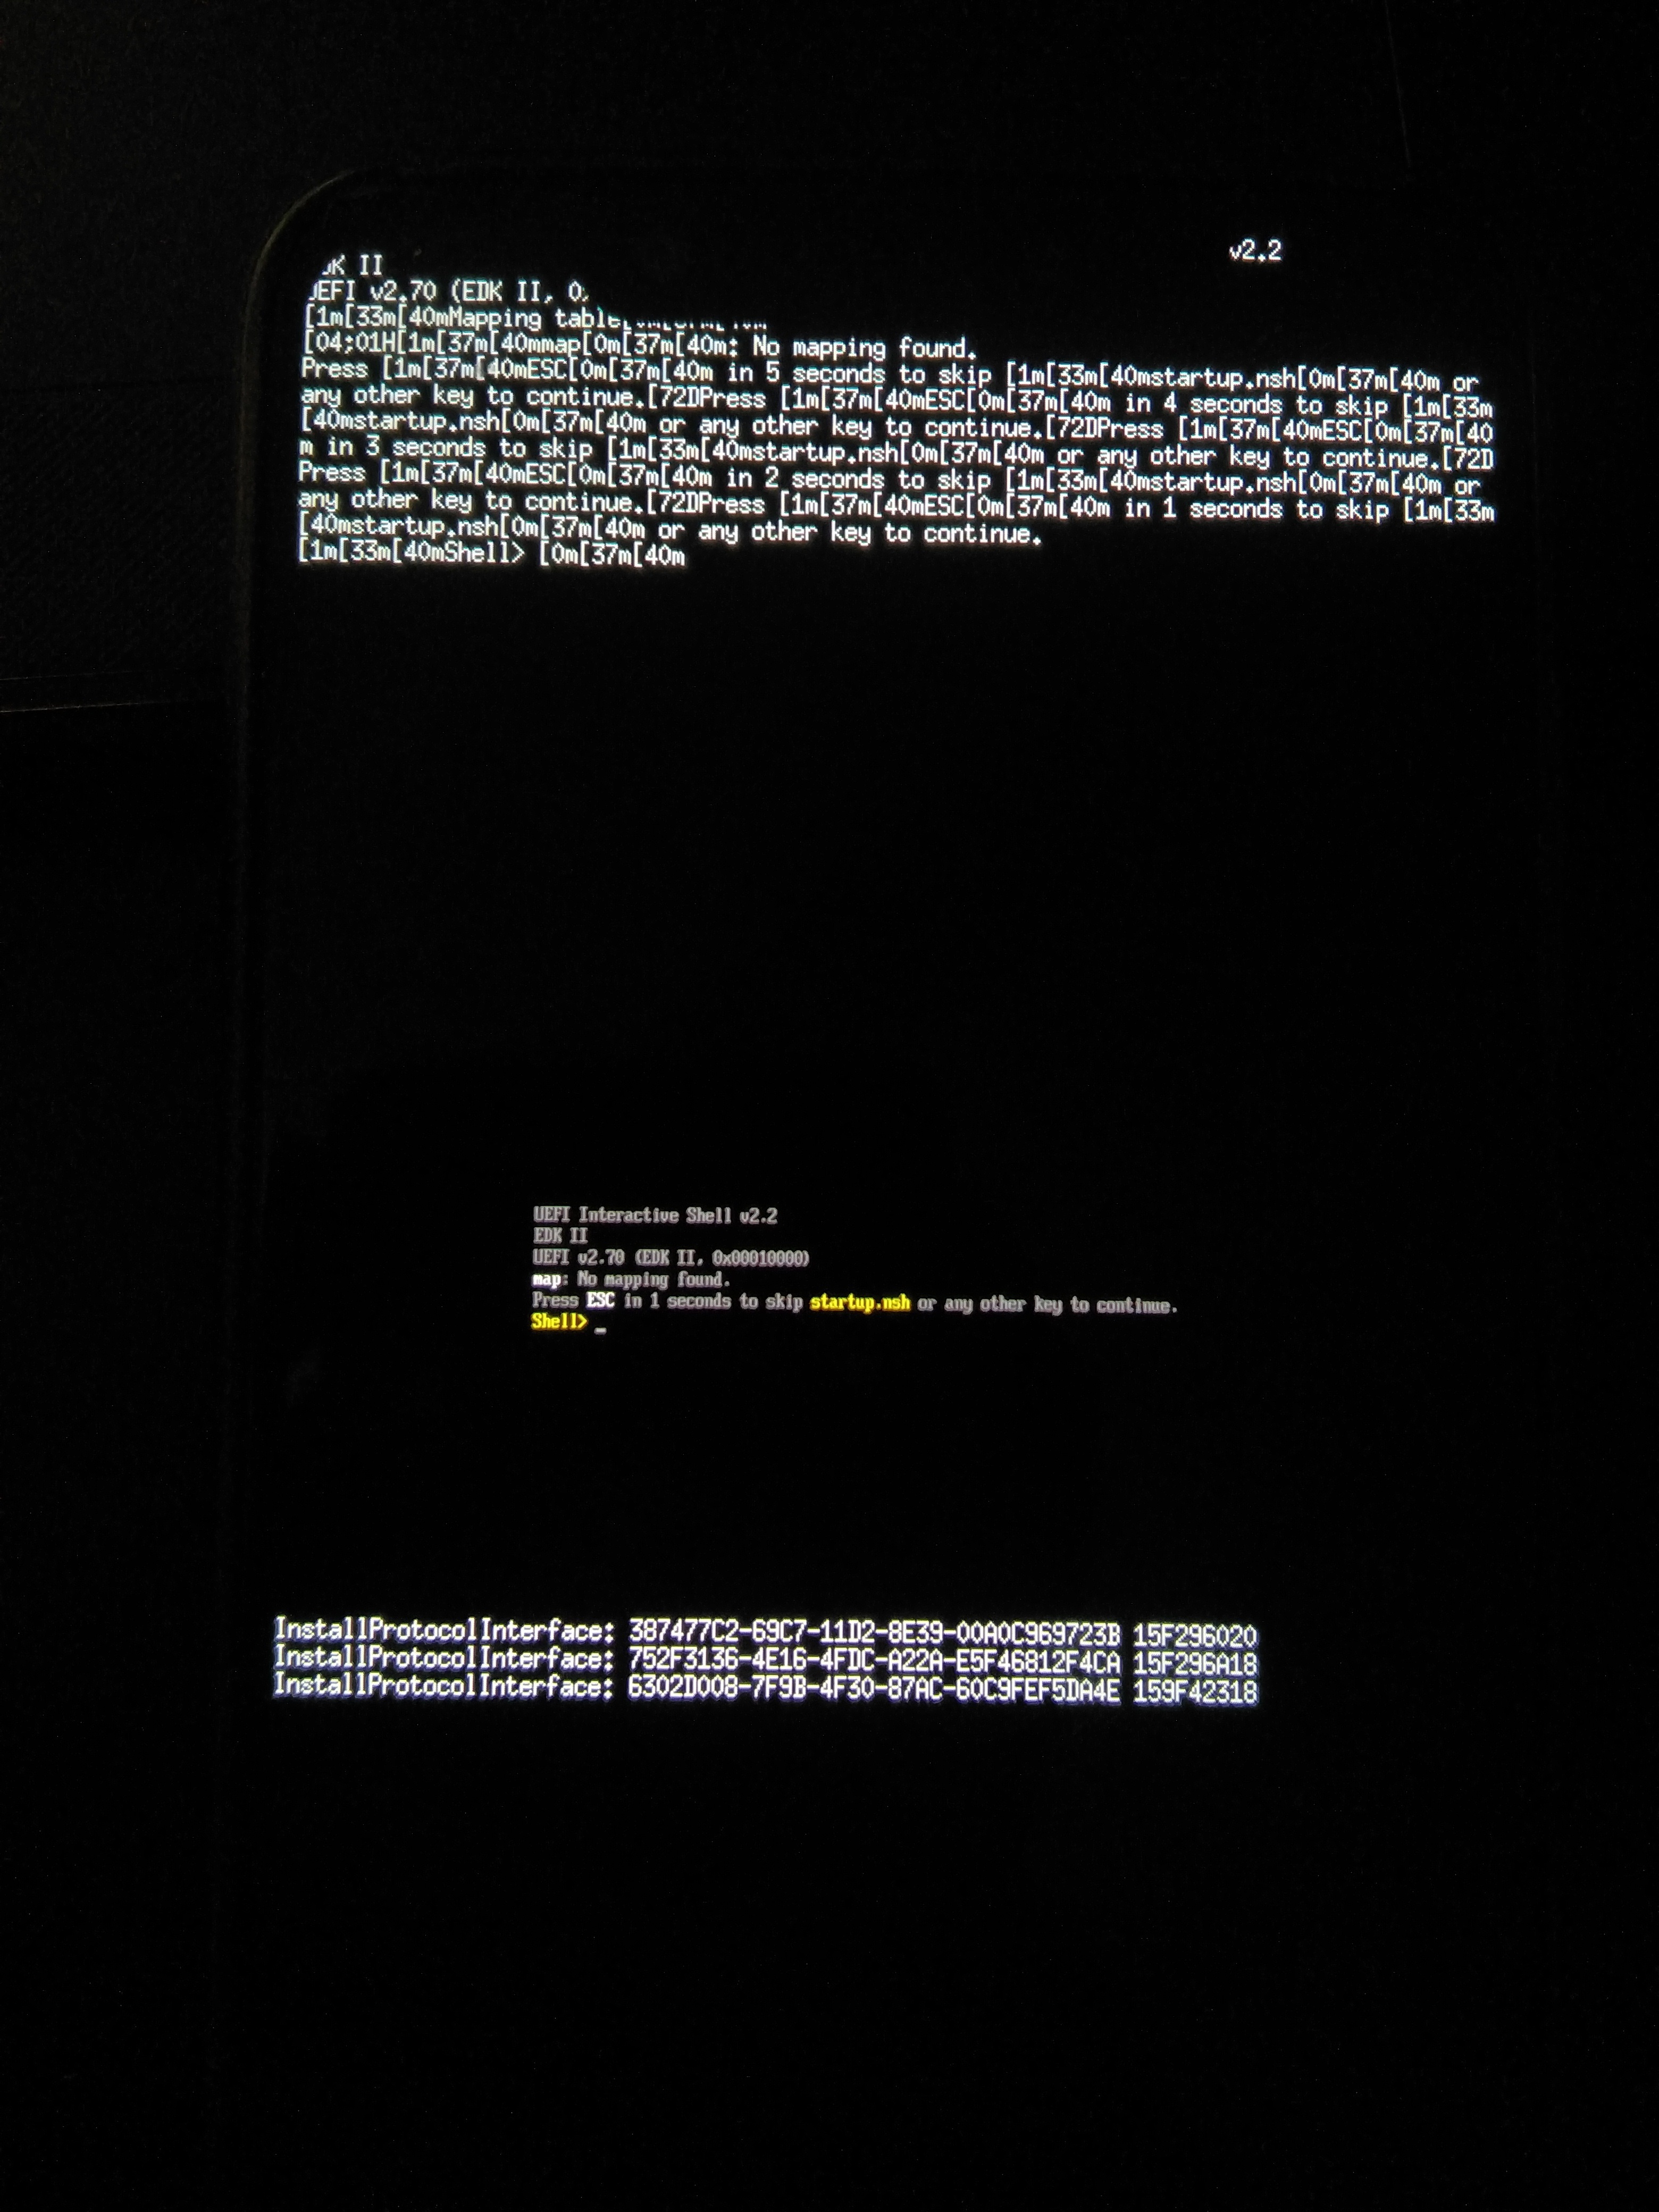 v2.2
K II
EFI v2.70 (EDK II, 0
[1m[33m[40mMapping table
[04;01H[1m[37m[40mmap[0m[37m[40m: No mapping found.
Press [1m[37m[40mESC[0m[37m[40m in 5 seconds to skip [1m[33m[40mstartup.nsh[0m[37m[40m or
any other key to continue.[72DPress [1m[37m[40mESC[0m[37m[40m in 4 seconds to skip [1m[33m
[40mstartup.nsh[0m[37m[40m or any other key to continue.[72DPress [1m[37m[40mESC[0m[37m[40
m in 3 seconds to skip [1m[33m[40mstartup.nsh[0m[37m[40m or any other key to continue.[72D
Press [1m[37m[40mESC[0m[37m[40m in 2 seconds to skip [1m[33m[40mstartup.nsh[0m[37m[40m or
any other key to continue.[72DPress [1m[37m[40mESC[0m[37m[40m in 1 seconds to skip [1m[33m
[40mstartup.nsh[0m[37m[40m or any other key to continue.
[1m[33m[40mShell> [0m[37m[40m
UEFI Interactive Shell v2.2
EDK II
UEFI v2.70 (EDK II, 0x00010000)
map: No mapping found.
Press ESC in 1 seconds to skip startup.nsh or any other key to continue.
Shell> _
InstallProtocolInterface: 387477C2-69C7-11D2-8E39-00A0C969723B 15F296020
InstallProtocolInterface: 752F3136-4E16-4FDC-A22A-E5F46812F4CA 15F296A18
InstallProtocolInterface: 6302D008-7F9B-4F30-87AC-60C9FEF5DA4E 159F42318